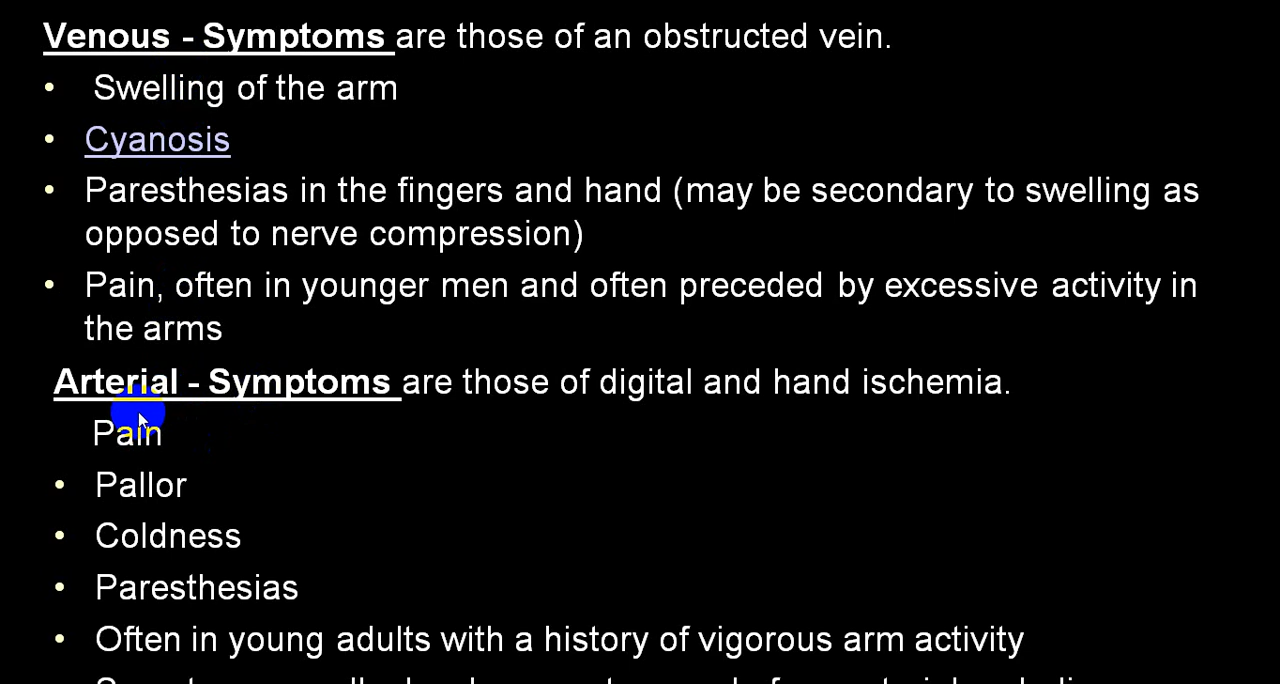 Venous - Symptoms are those of an obstructed vein.
• Swelling of the arm
• Cyanosis
• Paresthesias in the fingers and hand (may be secondary to swelling as
opposed to nerve compression)
• Pain, often in younger men and often preceded by excessive activity in
the arms
Arterial - Symptoms are those of digital and hand ischemia.
Pain
• Pallor
• Coldness
• Paresthesias
• Often in young adults with a history of vigorous arm activity